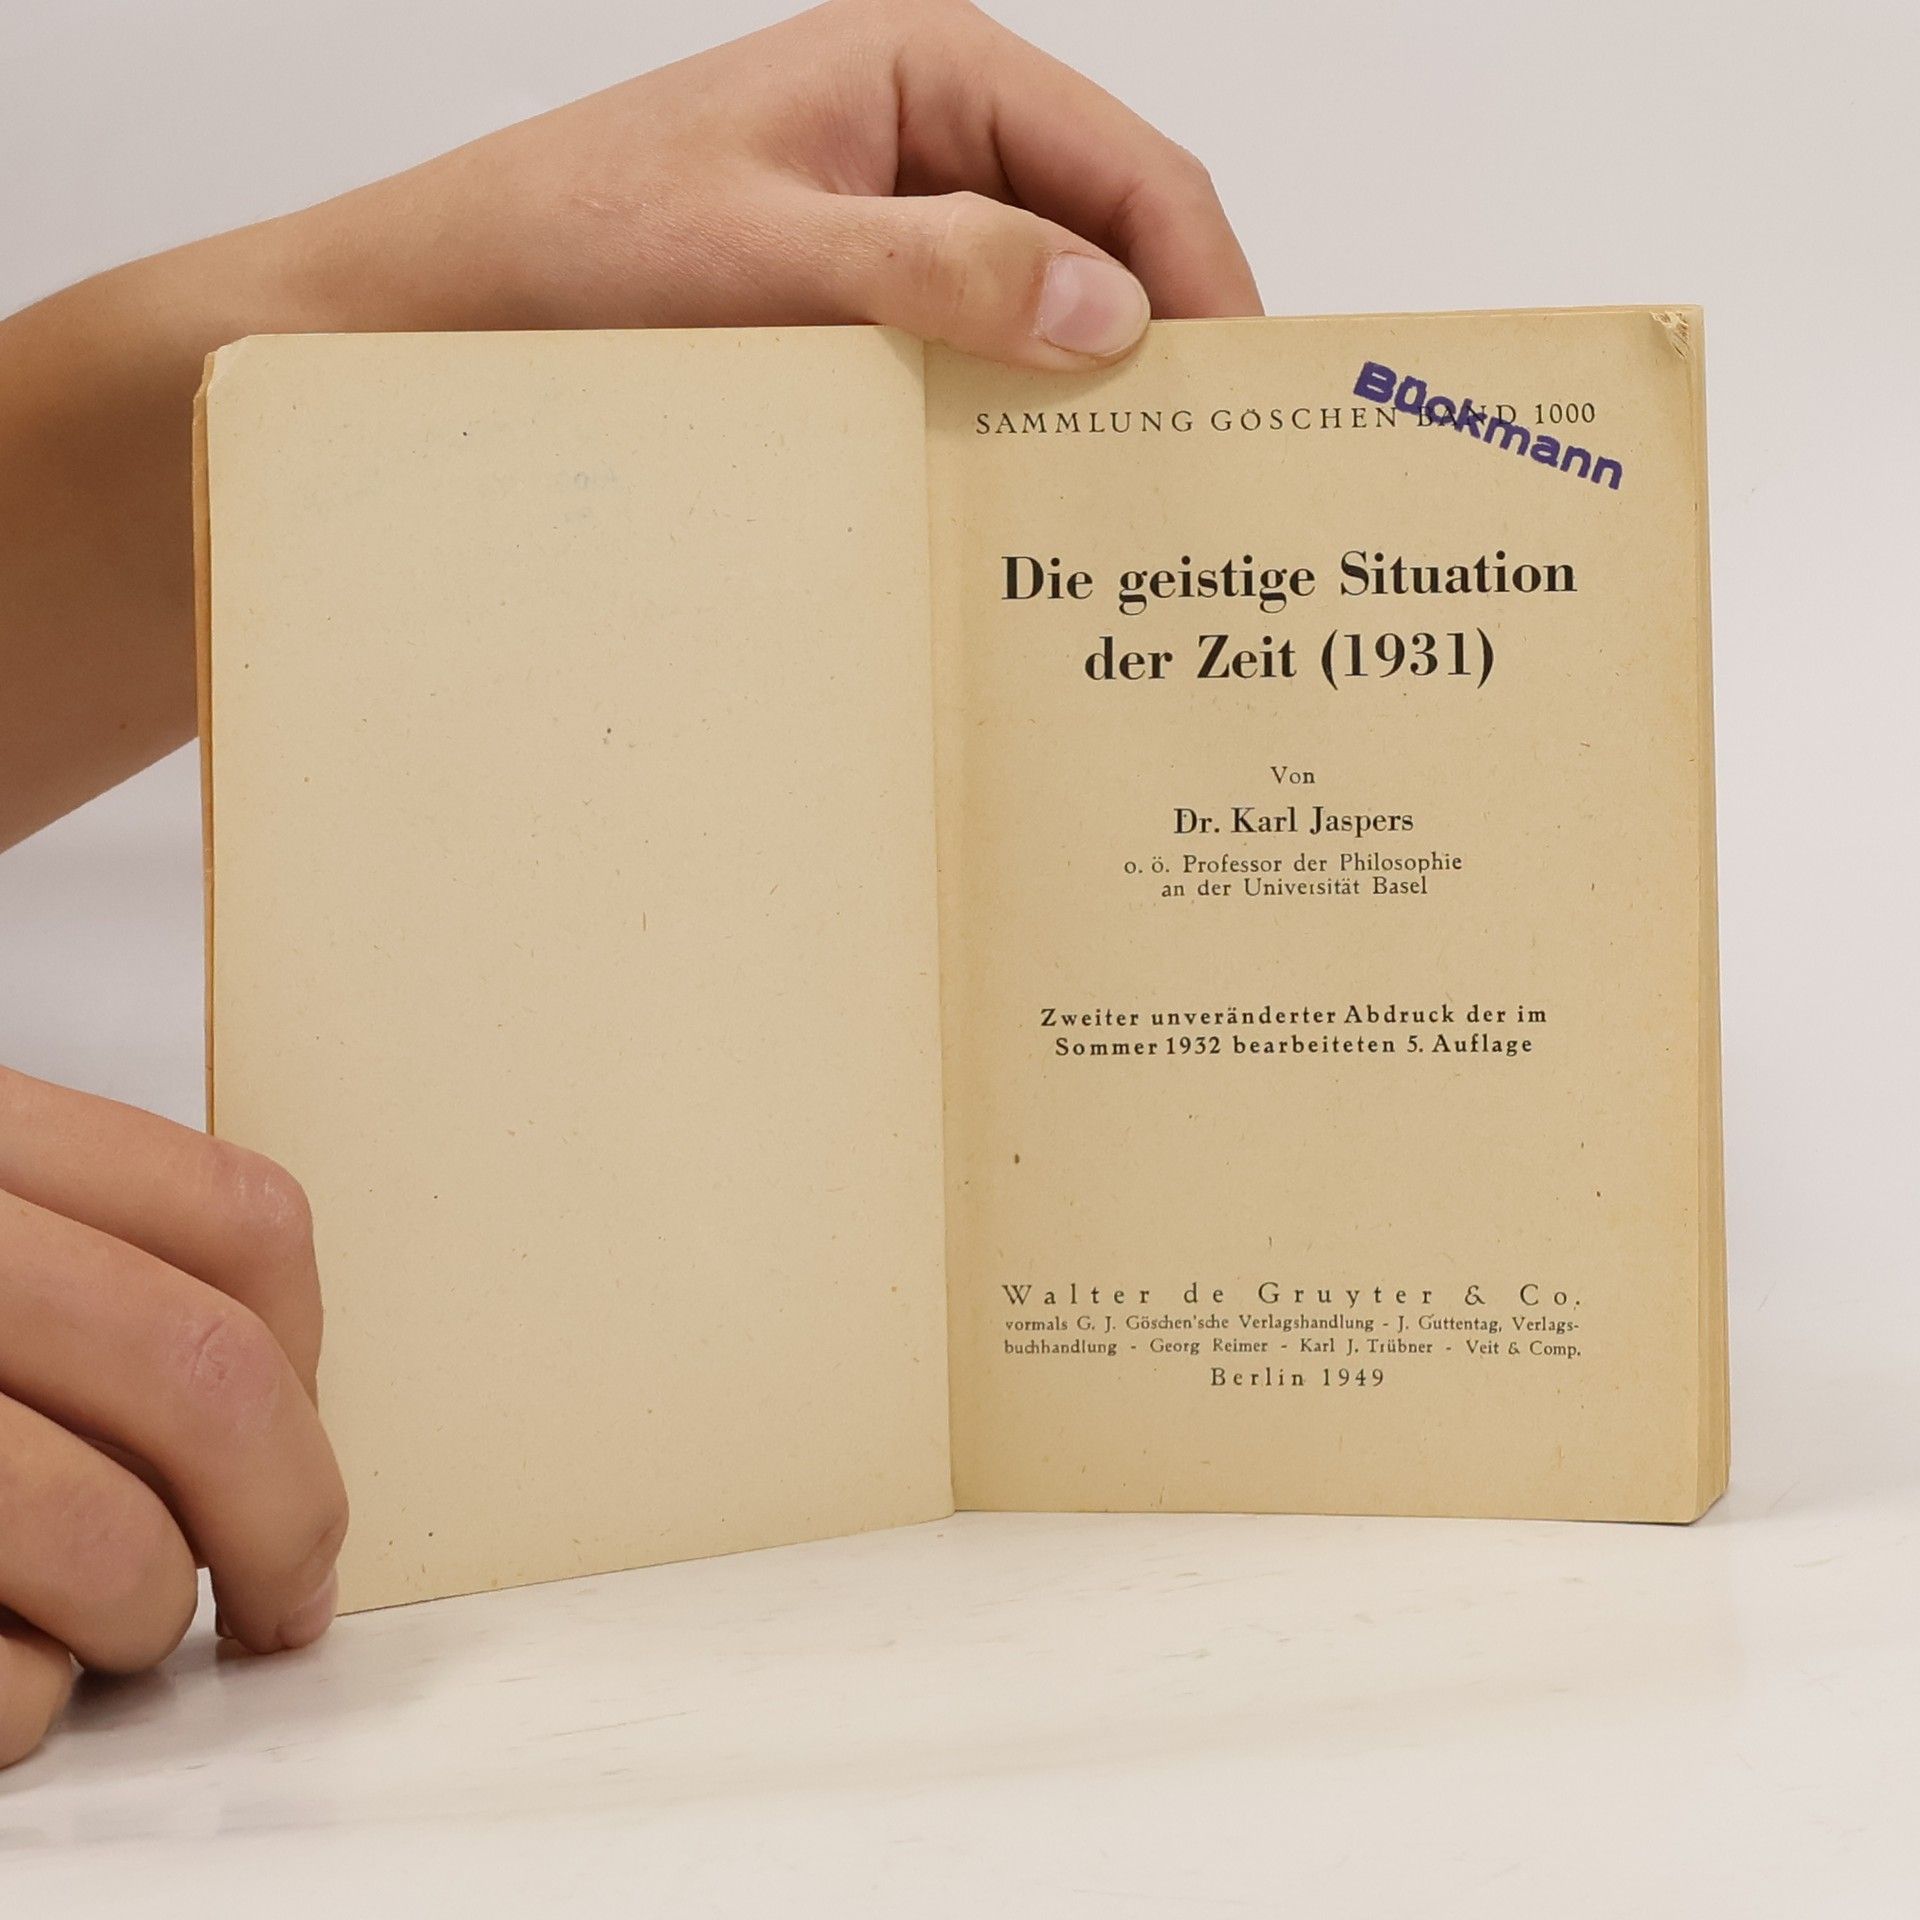 Bückmann
SAMMLUNG GÖSCHEN BAND 1000
Die geistige Situation
der Zeit (1931)
Von
Dr. Karl Jaspers
o. ö. Professor der Philosophie
an der Universität Basel
Zweiter unveränderter Abdruck der im
Sommer 1932 bearbeiteten 5. Auflage
Walter de Gruyter & Co.
vormals G. J. Göschen'sche Verlagshandlung - J. Guttentag, Verlags-
buchhandlung - Georg Reimer - Karl J. Trübner - Veit & Comp.
Berlin 1949